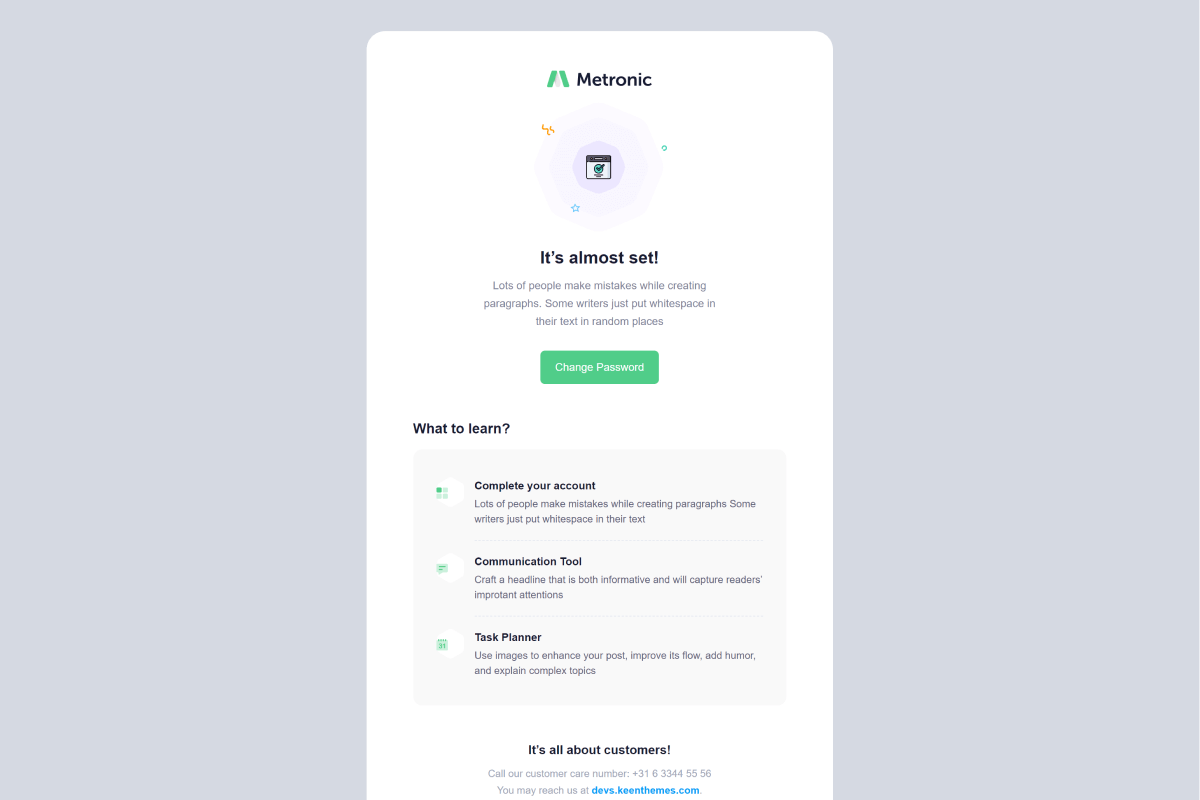 Metronic
It’s almost set!
Lots of people make mistakes while creating
paragraphs. Some writers just put whitespace in
their text in random places
Change Password
What to learn?
Complete your account
Lots of people make mistakes while creating paragraphs Some
writers just put whitespace in their text
Communication Tool
Craft a headline that is both informative and will capture readers’
improtant attentions
31
Task Planner
Use images to enhance your post, improve its flow, add humor,
and explain complex topics
It’s all about customers!
Call our customer care number: +31 6 3344 55 56
You may reach us at devs.keenthemes.com.